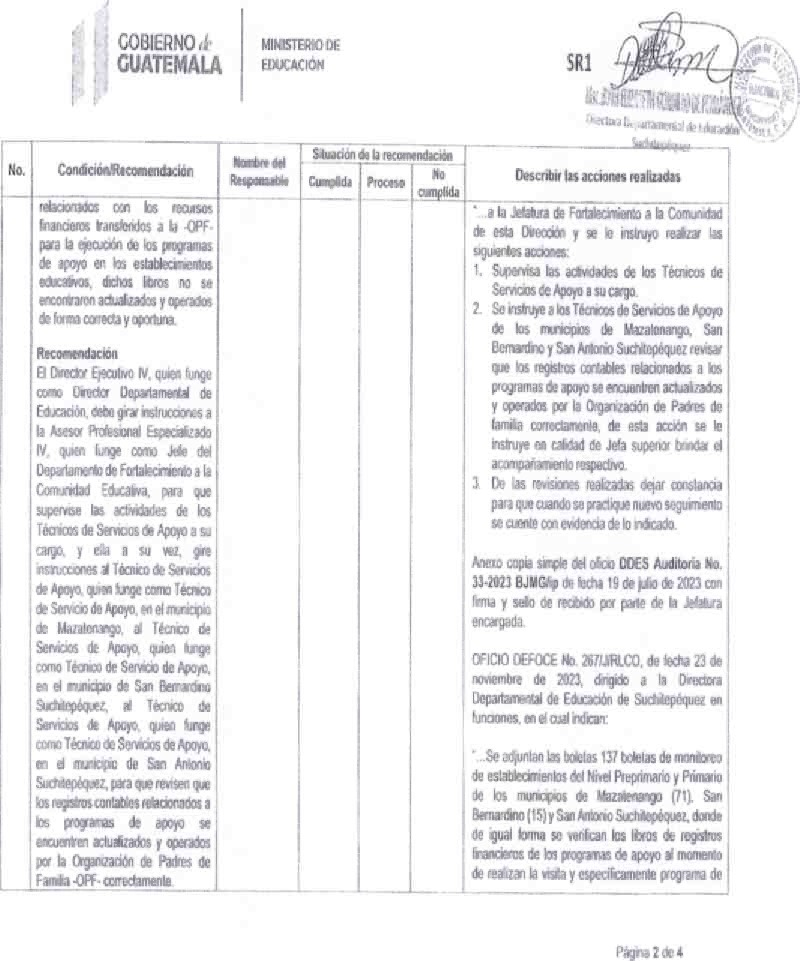 GOBIERNO de
GUATEMALA
MINISTERIO DE
EDUCACIÓN
SR1
Directora Departamental de Educación
Suchitepéquez
No.
Condición/Recomendación
Nombre del
Responsable
Situación de la recomendación
Cumplida
Proceso
No
cumplida
Describir las acciones realizadas
relacionados con los recursos
financieros transferidos a la -OPF-
para la ejecución de los programas
de apoyo en los establecimientos
educativos, dichos libros no se
encontraron actualizados y operados
de forma correcta y oportuna.
Recomendación
El Director Ejecutivo IV, quien funge
como Director Departamental de
Educación, debe girar instrucciones a
la Asesor Profesional Especializado
IV, quien funge como Jefe del
Departamento de Fortalecimiento a la
Comunidad Educativa, para que
supervise las actividades de los
Técnicos de Servicios de Apoyo a su
cargo, y ella a su vez, gire
instrucciones al Técnico de Servicios
de Apoyo, quien funge como Técnico
de Servicio de Apoyo, en el municipio
de Mazatenango, al Técnico de
Servicios de Apoyo, quien funge
como Técnico de Servicio de Apoyo,
en el municipio de San Bernardino
Suchitepéquez, al Técnico de
Servicios de Apoyo, quien funge
como Técnico de Servicios de Apoyo,
en el municipio de San Antonio
Suchitepéquez, para que revisen que
los registros contables relacionados a
los programas de apoyo se
encuentren actualizados y operados
por la Organización de Padres de
Familia -OPF- correctamente.
"...a la Jefatura de Fortalecimiento a la Comunidad
de esta Dirección y se le instruyo realizar las
siguientes acciones:
1. Supervisa las actividades de los Técnicos de
Servicios de Apoyo a su cargo.
2. Se instruye a los Técnicos de Servicios de Apoyo
de los municipios de Mazatenango, San
Bernardino y San Antonio Suchitepéquez revisar
que los registros contables relacionados a los
programas de apoyo se encuentren actualizados
y operados por la Organización de Padres de
familia correctamente, de esta acción se le
instruye en calidad de Jefa superior brindar el
acompañamiento respectivo.
3. De las revisiones realizadas dejar constancia
para que cuando se practique nuevo seguimiento
se cuente con evidencia de lo indicado.
Anexo copia simple del oficio DDES Auditoria No.
33-2023 BJMG/ip de fecha 19 de julio de 2023 con
firma y sello de recibido por parte de la Jefatura
encargada.
OFICIO DEFOCE No. de fecha 23 de
noviembre de 2023, dirigido a la Directora
Departamental de Educación de Suchitepéquez en
funciones, en el cual indican:
"...Se adjuntan las boletas 137 boletas de monitoreo
de establecimientos del Nivel Preprimario y Primario
de los municipios de Mazatenango (71), San
Bernardino (15) y San Antonio Suchitepéquez, donde
de igual forma se verifican los libros de registros
financieros de los programas de apoyo al momento
de realizan la visita y específicamente programa de
Página 2 de 4